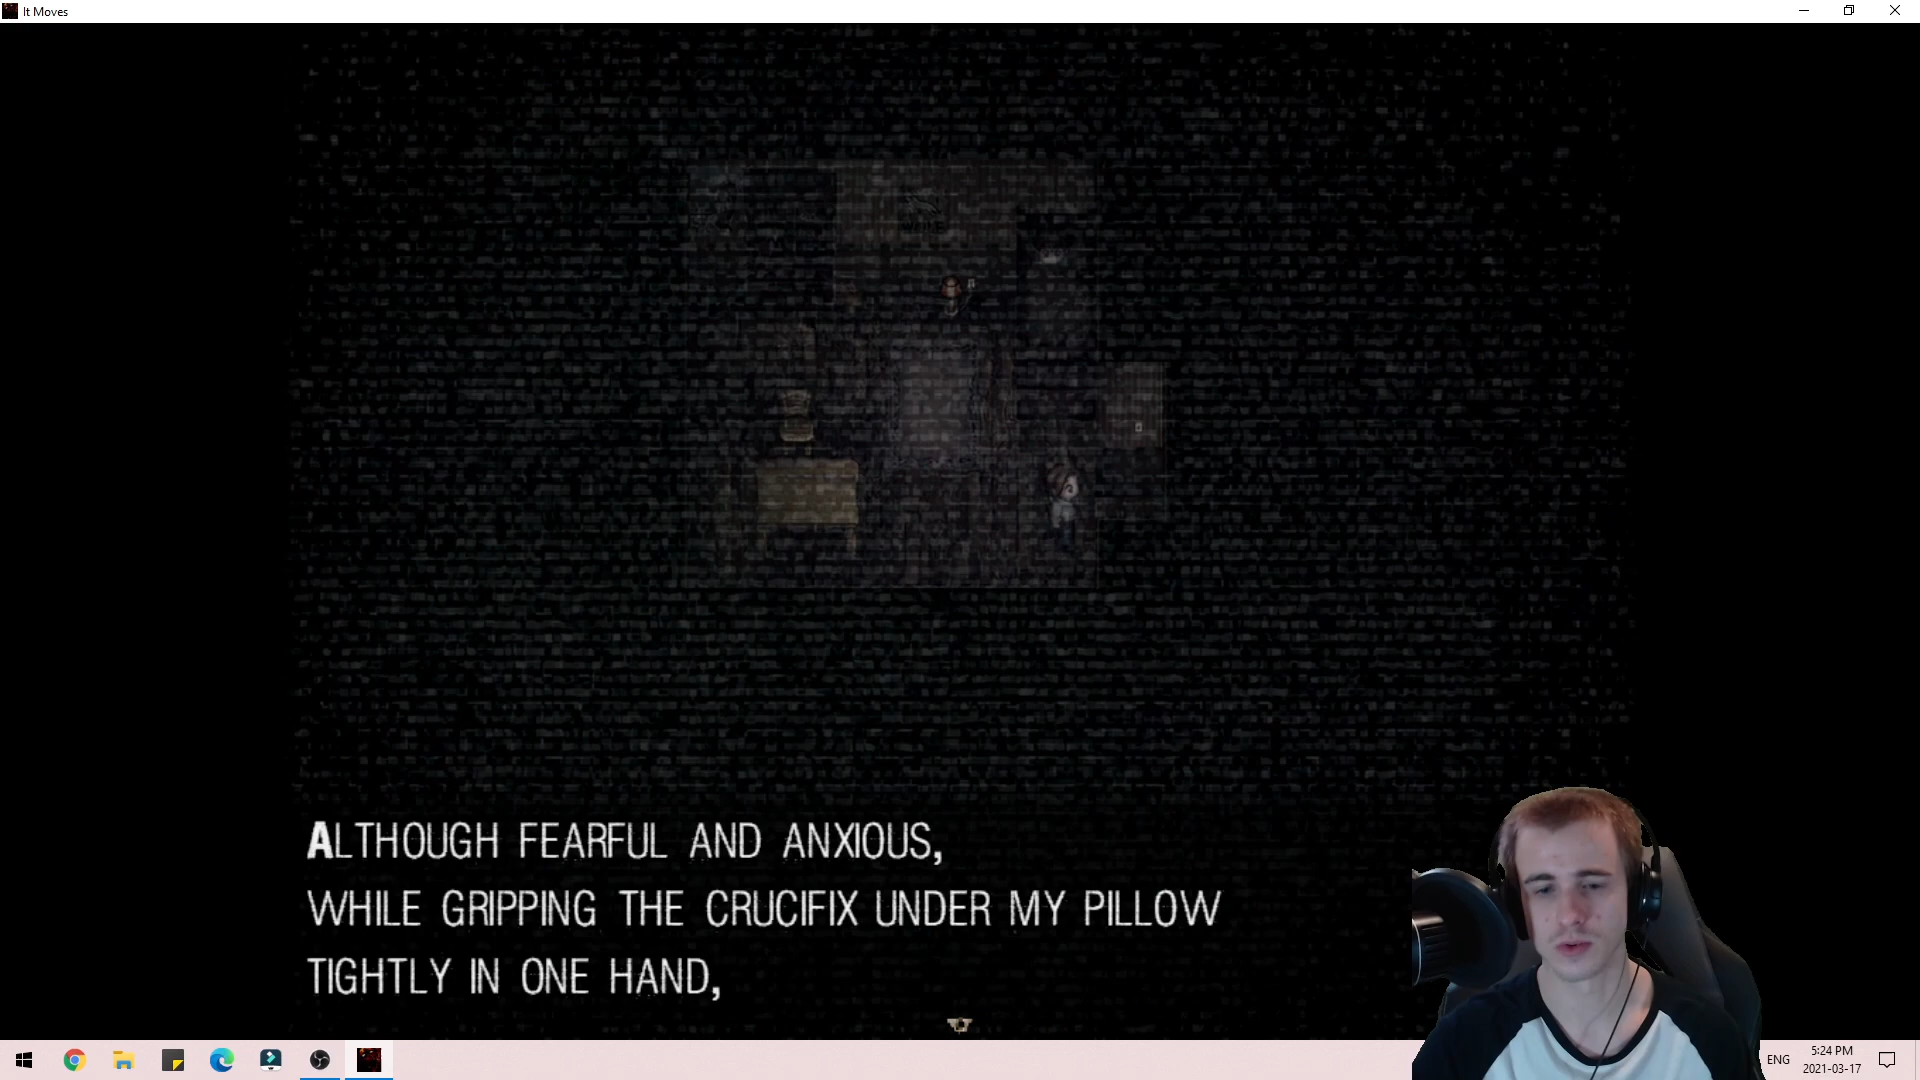 It Moves
ALTHOUGH FEARFUL AND ANXIOUS,
WHILE GRIPPING THE CRUCIFIX UNDER MY PILLOW
TIGHTLY IN ONE HAND,
ENG
5:24 PM
2021-03-17